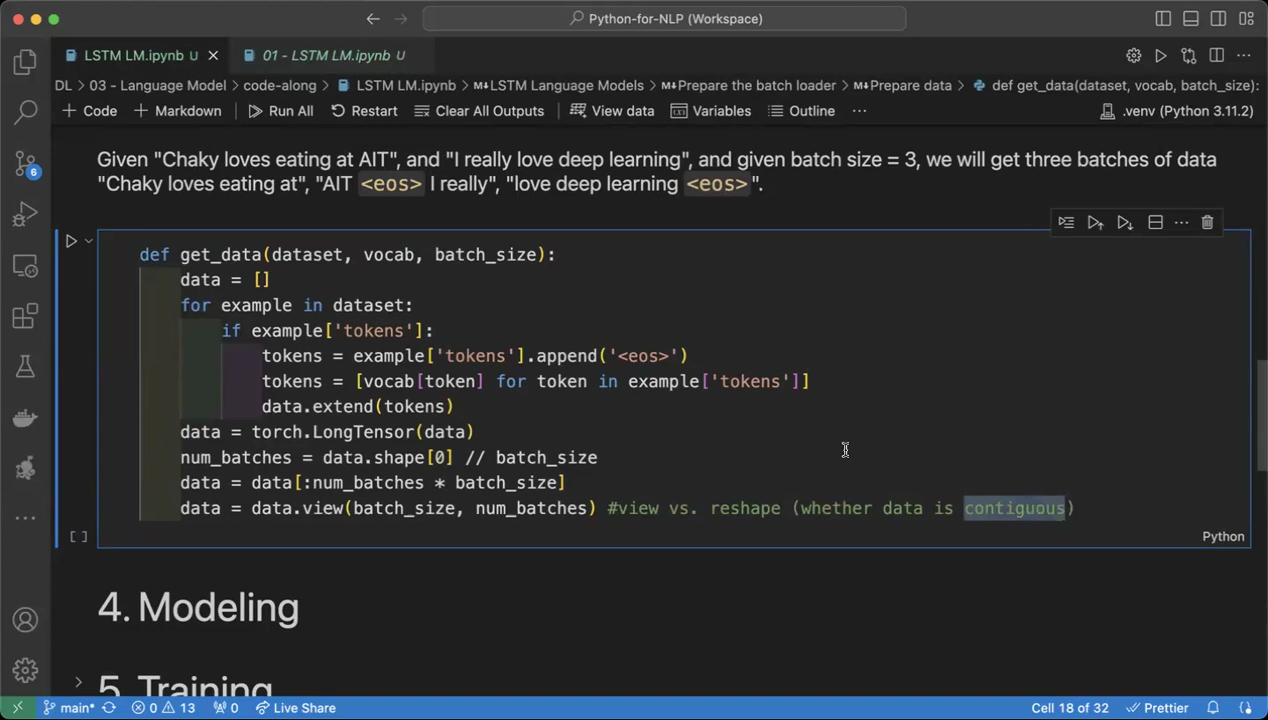 Python-for-NLP (Workspace)
LSTM LM.ipynb U
01 - LSTM LM.ipynb U
DL > 03 - Language Model > code-along > LSTM LM.ipynb > LSTM Language Models > Prepare the batch loader > Prepare data > def get_data(dataset, vocab, batch_size):
+ Code + Markdown Run All Restart Clear All Outputs View data Variables Outline ... .venv (Python 3.11.2)
Given "Chaky loves eating at AIT", and "I really love deep learning", and given batch size = 3, we will get three batches of data
"Chaky loves eating at", "AIT <eos> I really", "love deep learning <eos>".
def get_data(dataset, vocab, batch_size):
data = []
for example in dataset:
if example['tokens']:
tokens = example['tokens'].append('<eos>')
tokens = [vocab[token] for token in example['tokens']]
data.extend(tokens)
data = torch.LongTensor(data)
num_batches = data.shape[0] // batch_size
data = data[:num_batches * batch_size]
data = data.view(batch_size, num_batches) #view vs. reshape (whether data is contiguous)
[ ]
Python
4. Modeling
5. Training
6
main* 0 13 0 Live Share Cell 18 of 32 Prettier